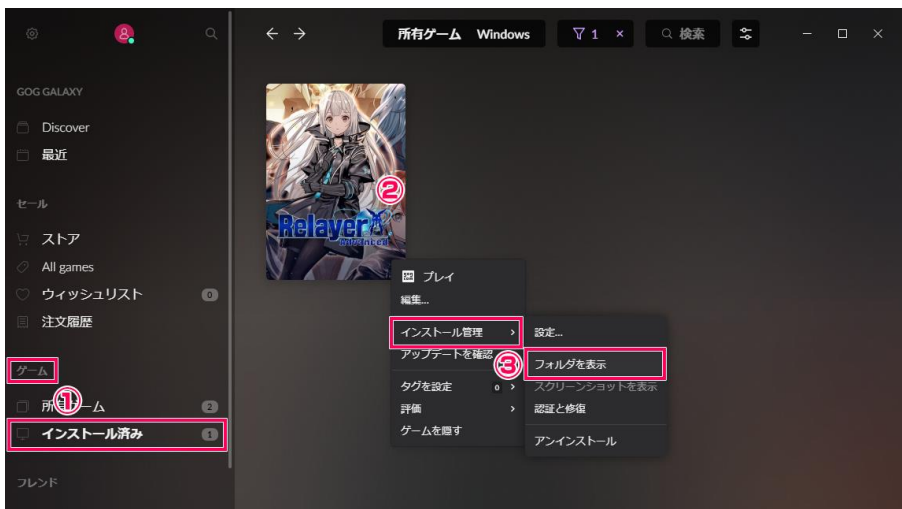 所有ゲーム Windows
1 ×
検索
GOG GALAXY
Discover
最近
セール
ストア
All games
ウィッシュリスト 0
注文履歴
ゲーム
①
所有ゲーム 2
インストール済み 1
フレンド
②
Relayer
Advanced
プレイ
編集...
インストール管理 >
アップデートを確認
タグを設定 0 >
評価 >
ゲームを隠す
③
設定...
フォルダを表示
スクリーンショットを表示
認証と修復
アンインストール